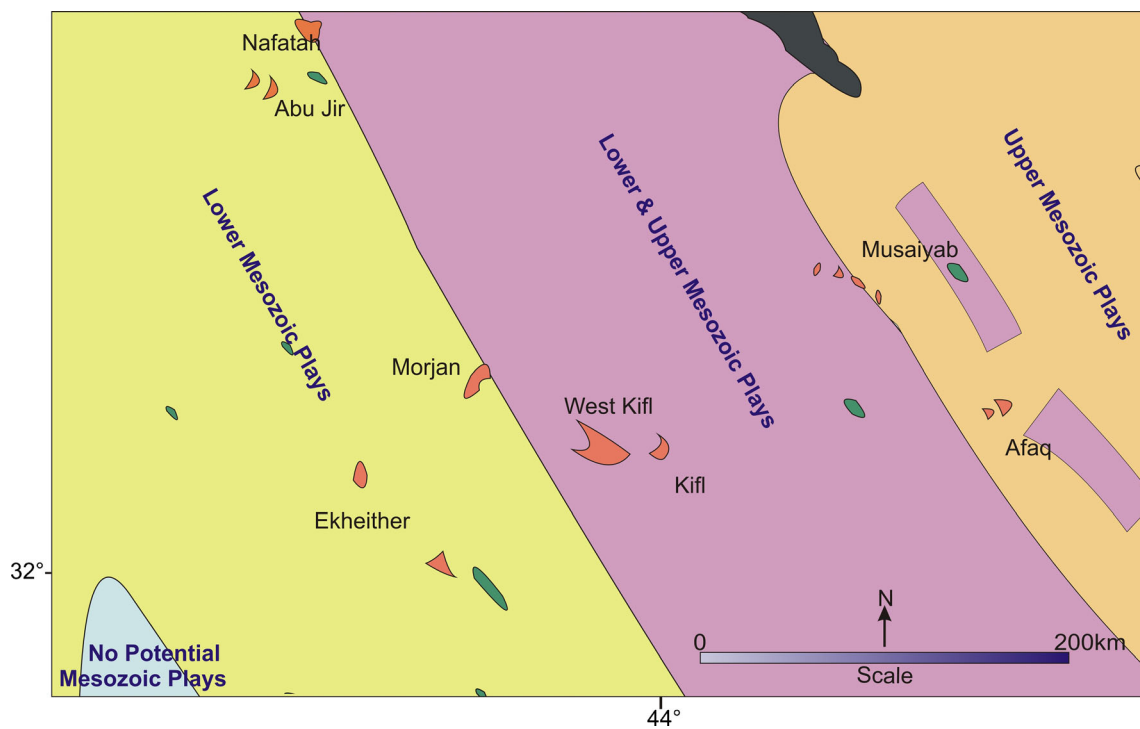 Nafatah
Abu Jir
Lower Mesozoic Plays
Lower & Upper Mesozoic Plays
Upper Mesozoic Plays
Musaiyab
Morjan
West Kifl
Afaq
Kifl
Ekheither
32°
N
0
200km
No Potential
Mesozoic Plays
Scale
44°